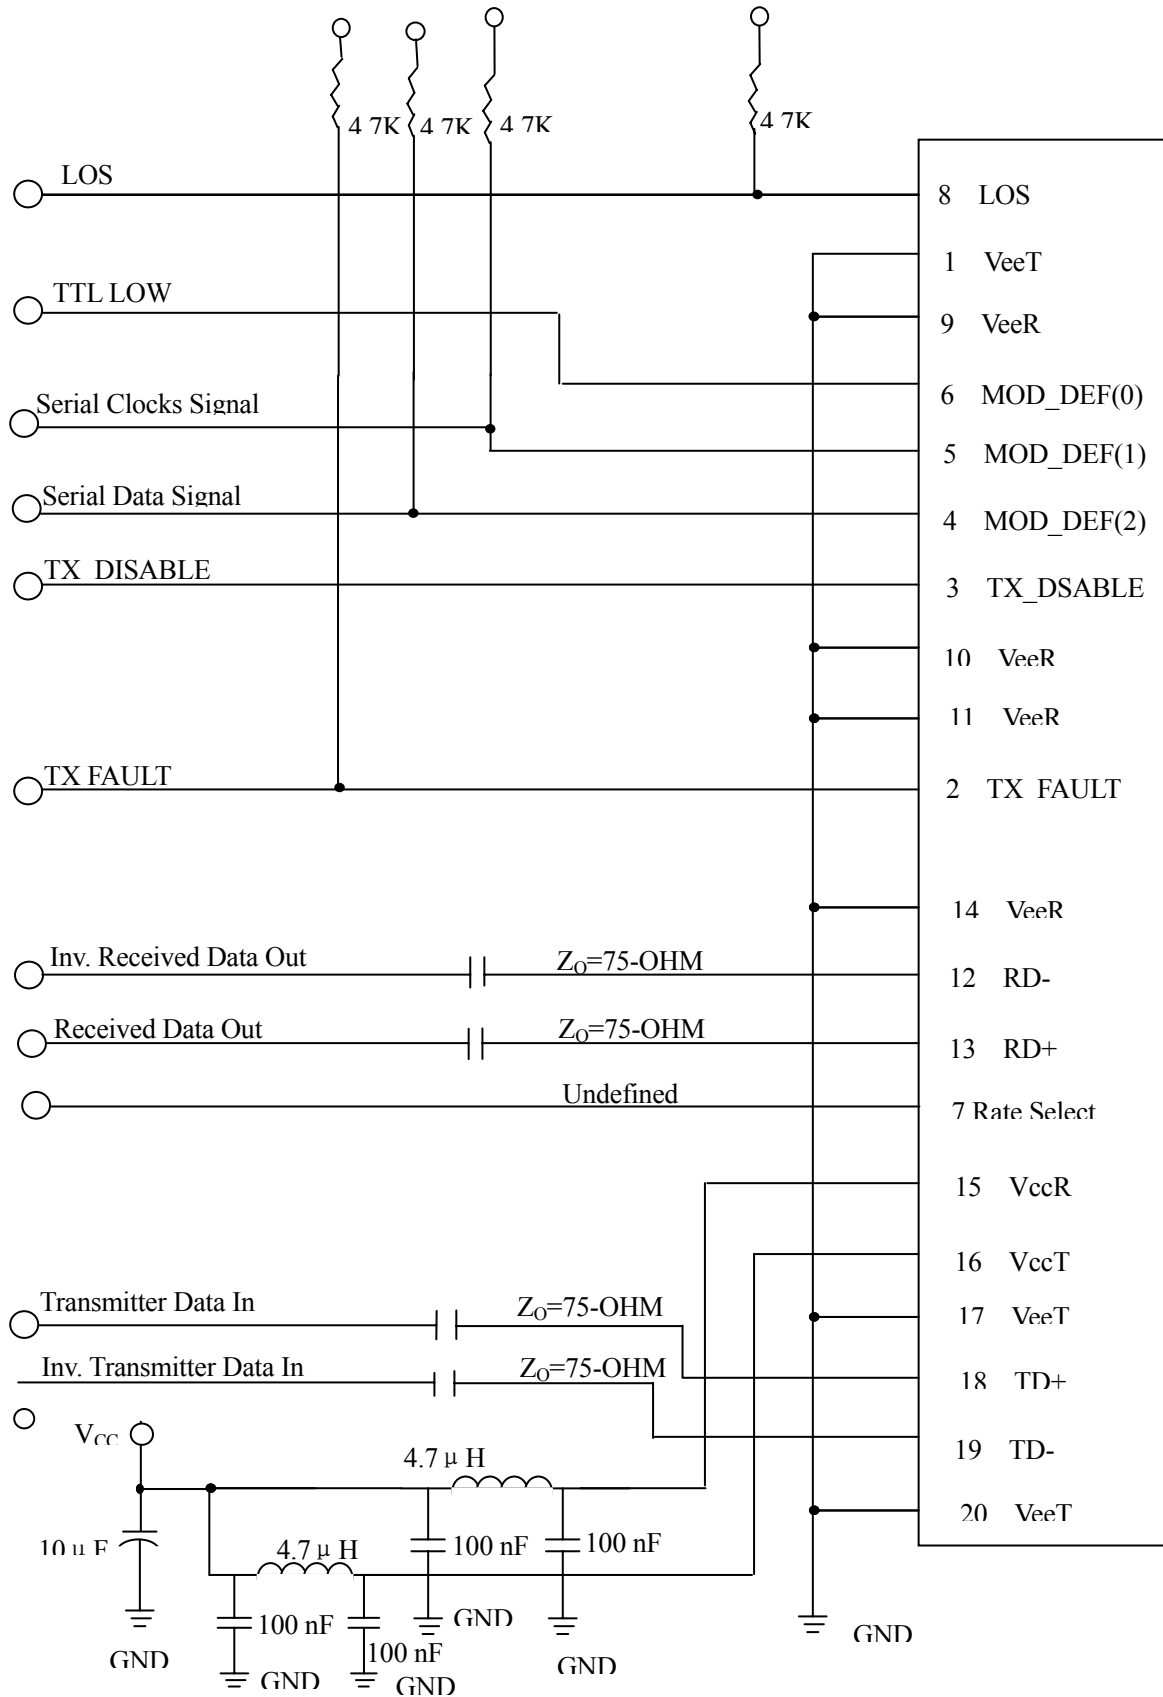 4 7K 4 7K 4 7K 4 7K
LOS
8 LOS
1 VeeT
TTL LOW
9 VeeR
6 MOD_DEF(0)
Serial Clocks Signal
5 MOD_DEF(1)
Serial Data Signal
4 MOD_DEF(2)
TX DISABLE
3 TX_DSABLE
10 VeeR
11 VeeR
TX FAULT
2 TX FAULT
14 VeeR
Inv. Received Data Out ZO=75-OHM
12 RD-
Received Data Out ZO=75-OHM
13 RD+
Undefined
7 Rate Select
15 VccR
16 VccT
Transmitter Data In ZO=75-OHM
17 VeeT
Inv. Transmitter Data In ZO=75-OHM
18 TD+
VCC
19 TD-
4.7 μ H
20 VeeT
10 μ F
4.7 μ H
100 nF 100 nF
100 nF
GND
100 nF
GND
GND
GND
GND
GND